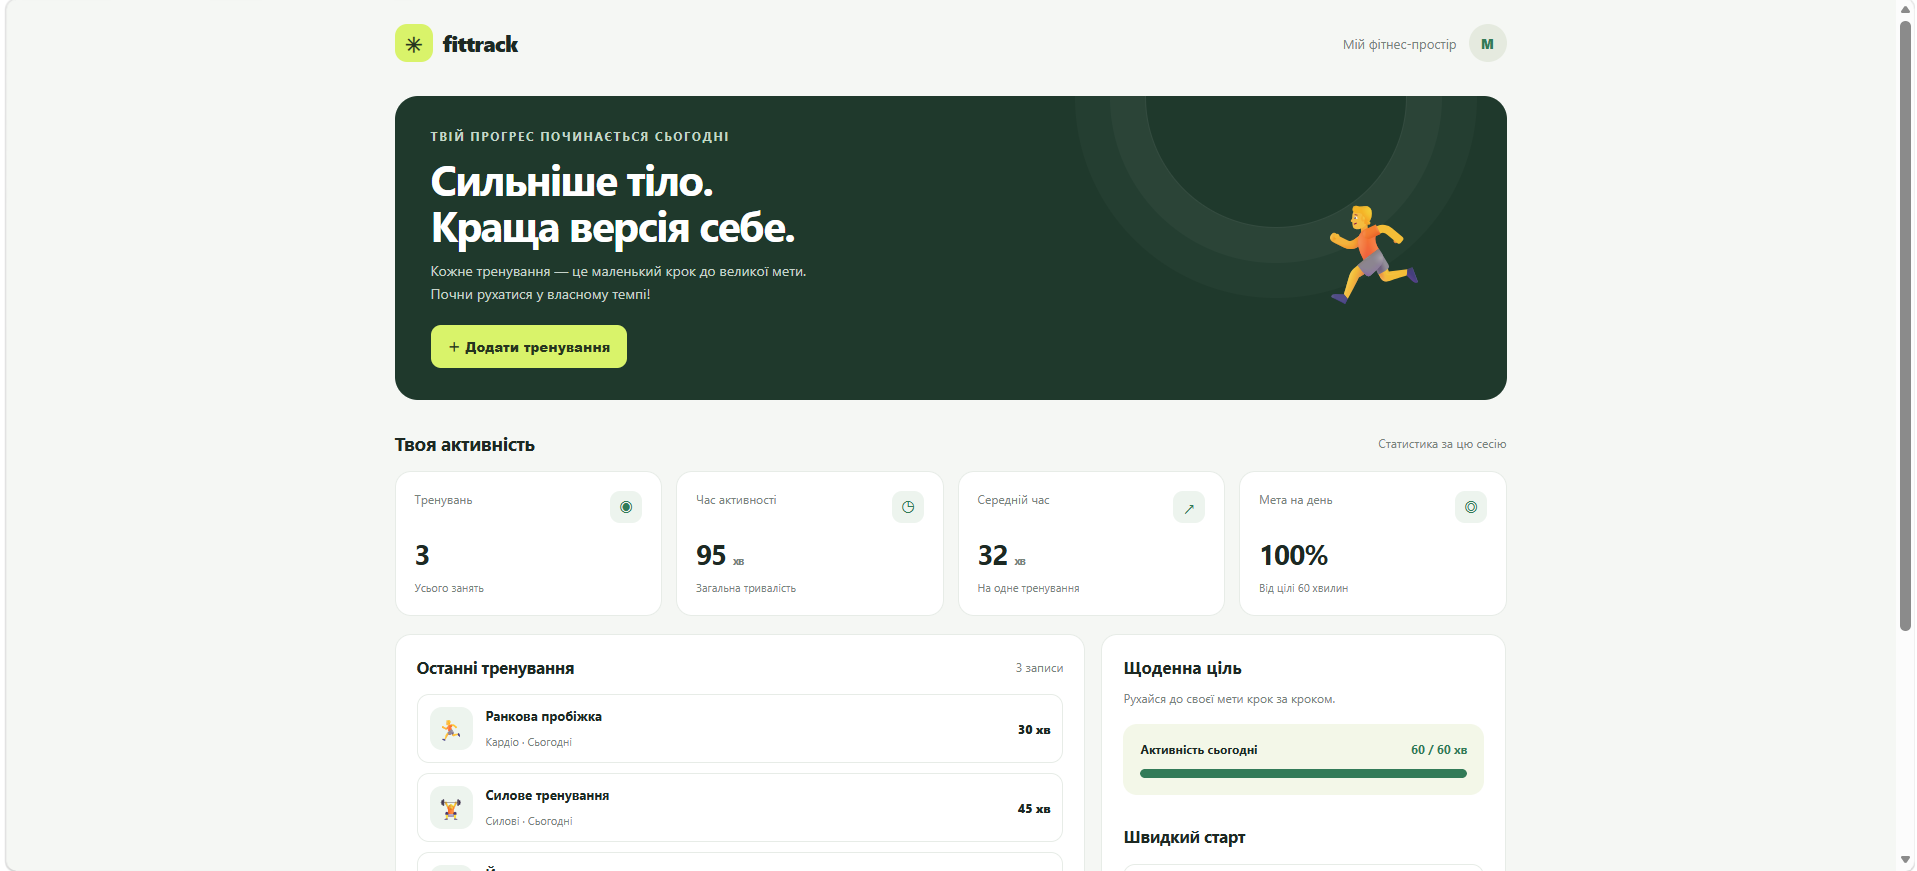 fittrack
Мій фітнес-простір
М
ТВІЙ ПРОГРЕС ПОЧИНАЄТЬСЯ СЬОГОДНІ
Сильніше тіло.
Краща версія себе.
Кожне тренування — це маленький крок до великої мети.
Почни рухатися у власному темпі!
+ Додати тренування
Твоя активність
Статистика за цю сесію
Тренувань
3
Усього занять
Час активності
95 хв
Загальна тривалість
Середній час
32 хв
На одне тренування
Мета на день
100%
Від цілі 60 хвилин
Останні тренування
3 записи
Ранкова пробіжка
Кардіо · Сьогодні
30 хв
Силове тренування
Силові · Сьогодні
45 хв
Щоденна ціль
Рухайся до своєї мети крок за кроком.
Активність сьогодні
60 / 60 хв
Швидкий старт